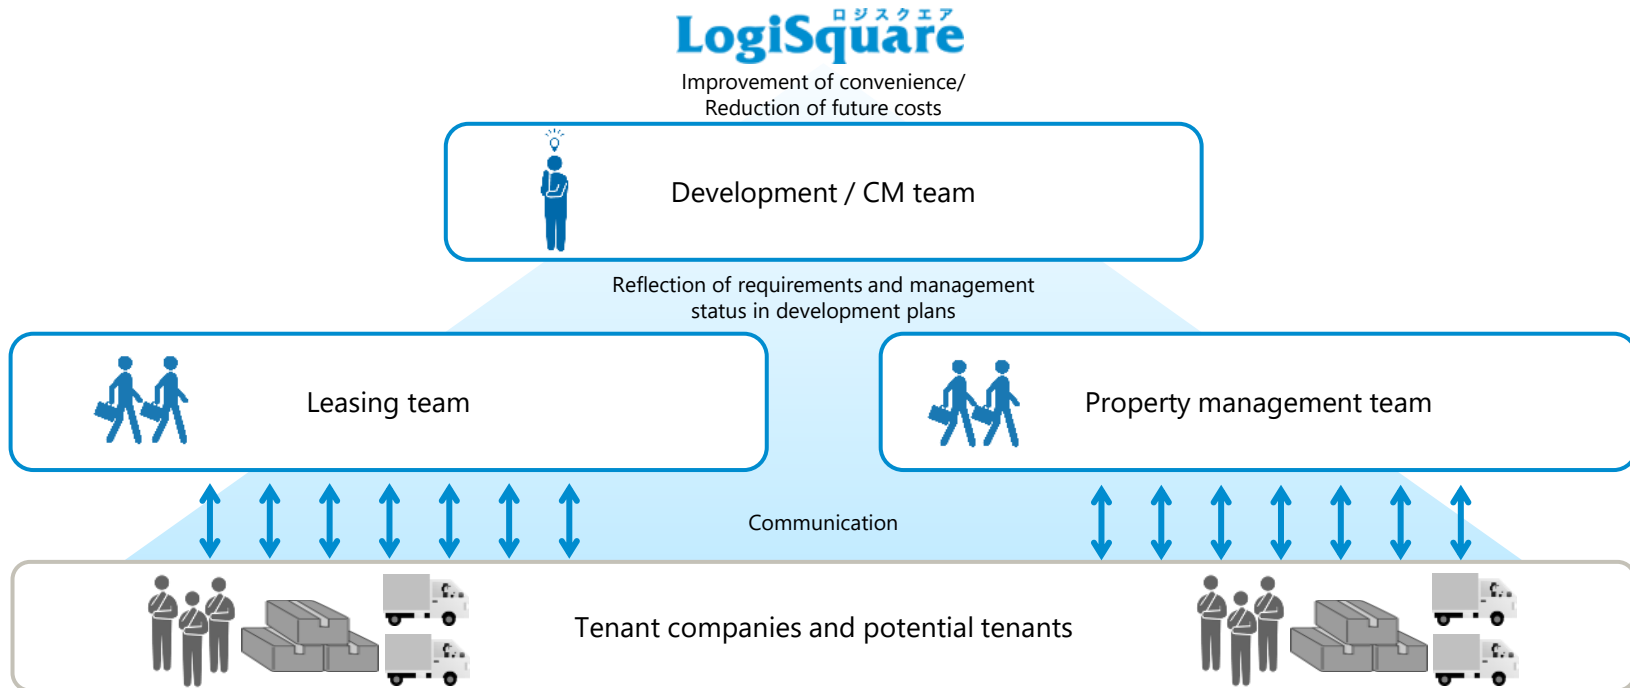 ロジスクエア
LogiSquare
Improvement of convenience/
Reduction of future costs
Development / CM team
Reflection of requirements and management
status in development plans
Leasing team
Property management team
Communication
Tenant companies and potential tenants